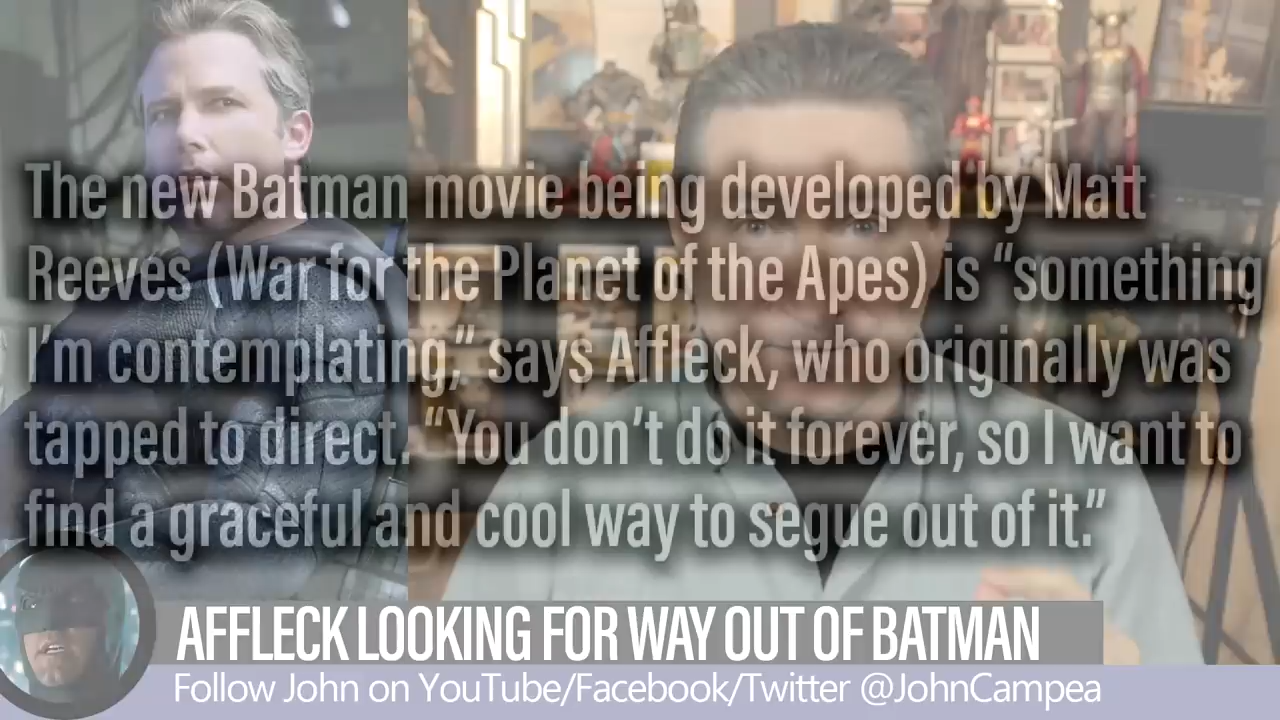 The new Batman movie being developed by Matt
Reeves (War for the Planet of the Apes) is “something
I’m contemplating,” says Affleck, who originally was
tapped to direct. “You don’t do it forever, so I want to
find a graceful and cool way to segue out of it.”
AFFLECK LOOKING FOR WAY OUT OF BATMAN
Follow John on YouTube/Facebook/Twitter @JohnCampea